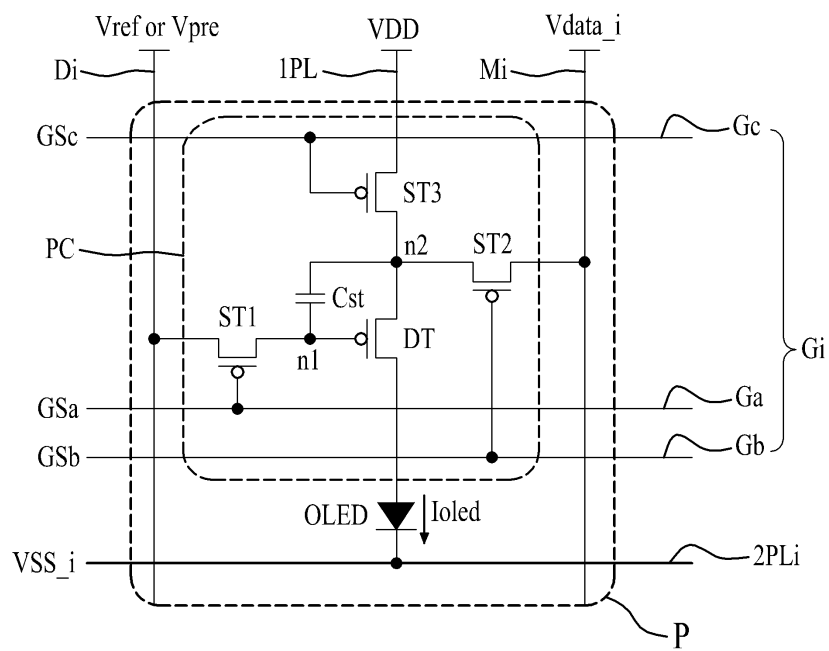 Vref or Vpre
VDD
Vdata_i
Di
1PL
Mi
GSc
Gc
ST3
PC
n2
ST2
Cst
ST1
DT
n1
Gi
GSa
Ga
GSb
Gb
OLED
Ioled
VSS_i
2PLi
P